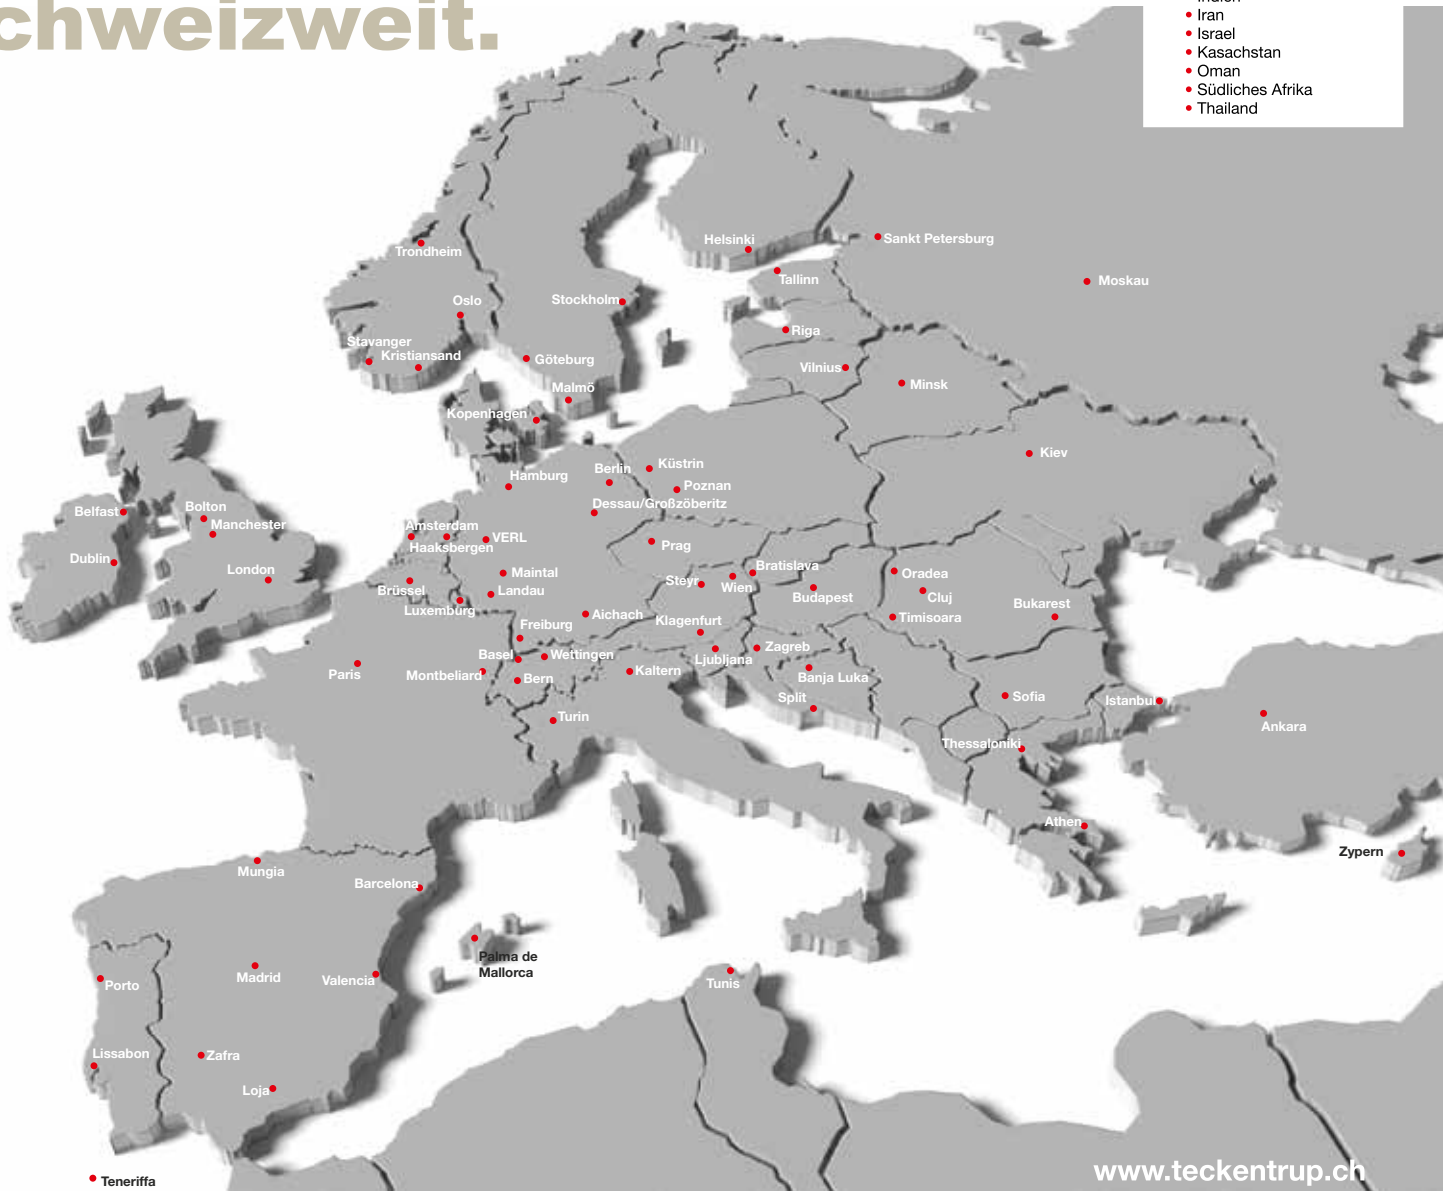 chweizweit.
Indien
Iran
Israel
Kasachstan
Oman
Südliches Afrika
Thailand
Trondheim
Helsinki
Sankt Petersburg
Tallinn
Moskau
Oslo
Stockholm
Riga
Stavanger
Kristiansand
Göteburg
Vilnius
Minsk
Malmö
Kopenhagen
Kiev
Hamburg
Berlin
Küstrin
Poznan
Dessau/Großzöberitz
Belfast
Bolton
Manchester
Amsterdam
VERL
Haaksbergen
Prag
Dublin
London
Maintal
Steyr
Wien
Bratislava
Oradea
Brüssel
Landau
Budapest
Cluj
Luxemburg
Aichach
Klagenfurt
Timisoara
Bukarest
Freiburg
Basel
Wettingen
Ljubljana
Zagreb
Paris
Montbeliard
Bern
Kaltern
Banja Luka
Split
Sofia
Istanbul
Turin
Ankara
Thessaloniki
Athen
Zypern
Mungia
Barcelona
Palma de
Mallorca
Porto
Madrid
Valencia
Tunis
Lissabon
Zafra
Loja
Teneriffa
www.teckentrup.ch